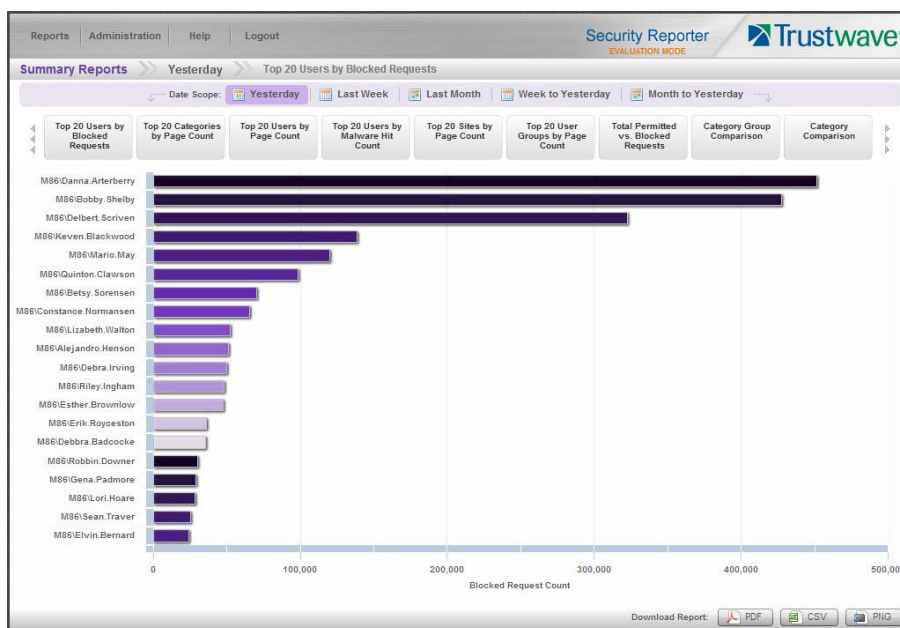 Reports Administration Help Logout
Security Reporter
EVALUATION MODE
Trustwave
Summary Reports Yesterday Top 20 Users by Blocked Requests
Date Scope: Yesterday Last Week Last Month Week to Yesterday Month to Yesterday
Top 20 Users by Blocked Requests
Top 20 Categories by Page Count
Top 20 Users by Page Count
Top 20 Users by Malware Hit Count
Top 20 Sites by Page Count
Top 20 User Groups by Page Count
Total Permitted vs. Blocked Requests
Category Group Comparison
Category Comparison
M86\Danna.Arterberry
M86\Bobby.Shelby
M86\Delbert.Scriven
M86\Keven.Blackwood
M86\Mario.May
M86\Quinton.Clawson
M86\Betsy.Sorensen
M86\Constance.Normansen
M86\Lizabeth.Walton
M86\Alejandro.Henson
M86\Debra.Irving
M86\Riley.Ingham
M86\Esther.Brownlow
M86\Erik.Royceston
M86\Debbra.Badcocke
M86\Robbin.Downer
M86\Gena.Padmore
M86\Lori.Hoare
M86\Sean.Traver
M86\Elvin.Bernard
0 100,000 200,000 300,000 400,000 500,00
Blocked Request Count
Download Report: PDF CSV PNG